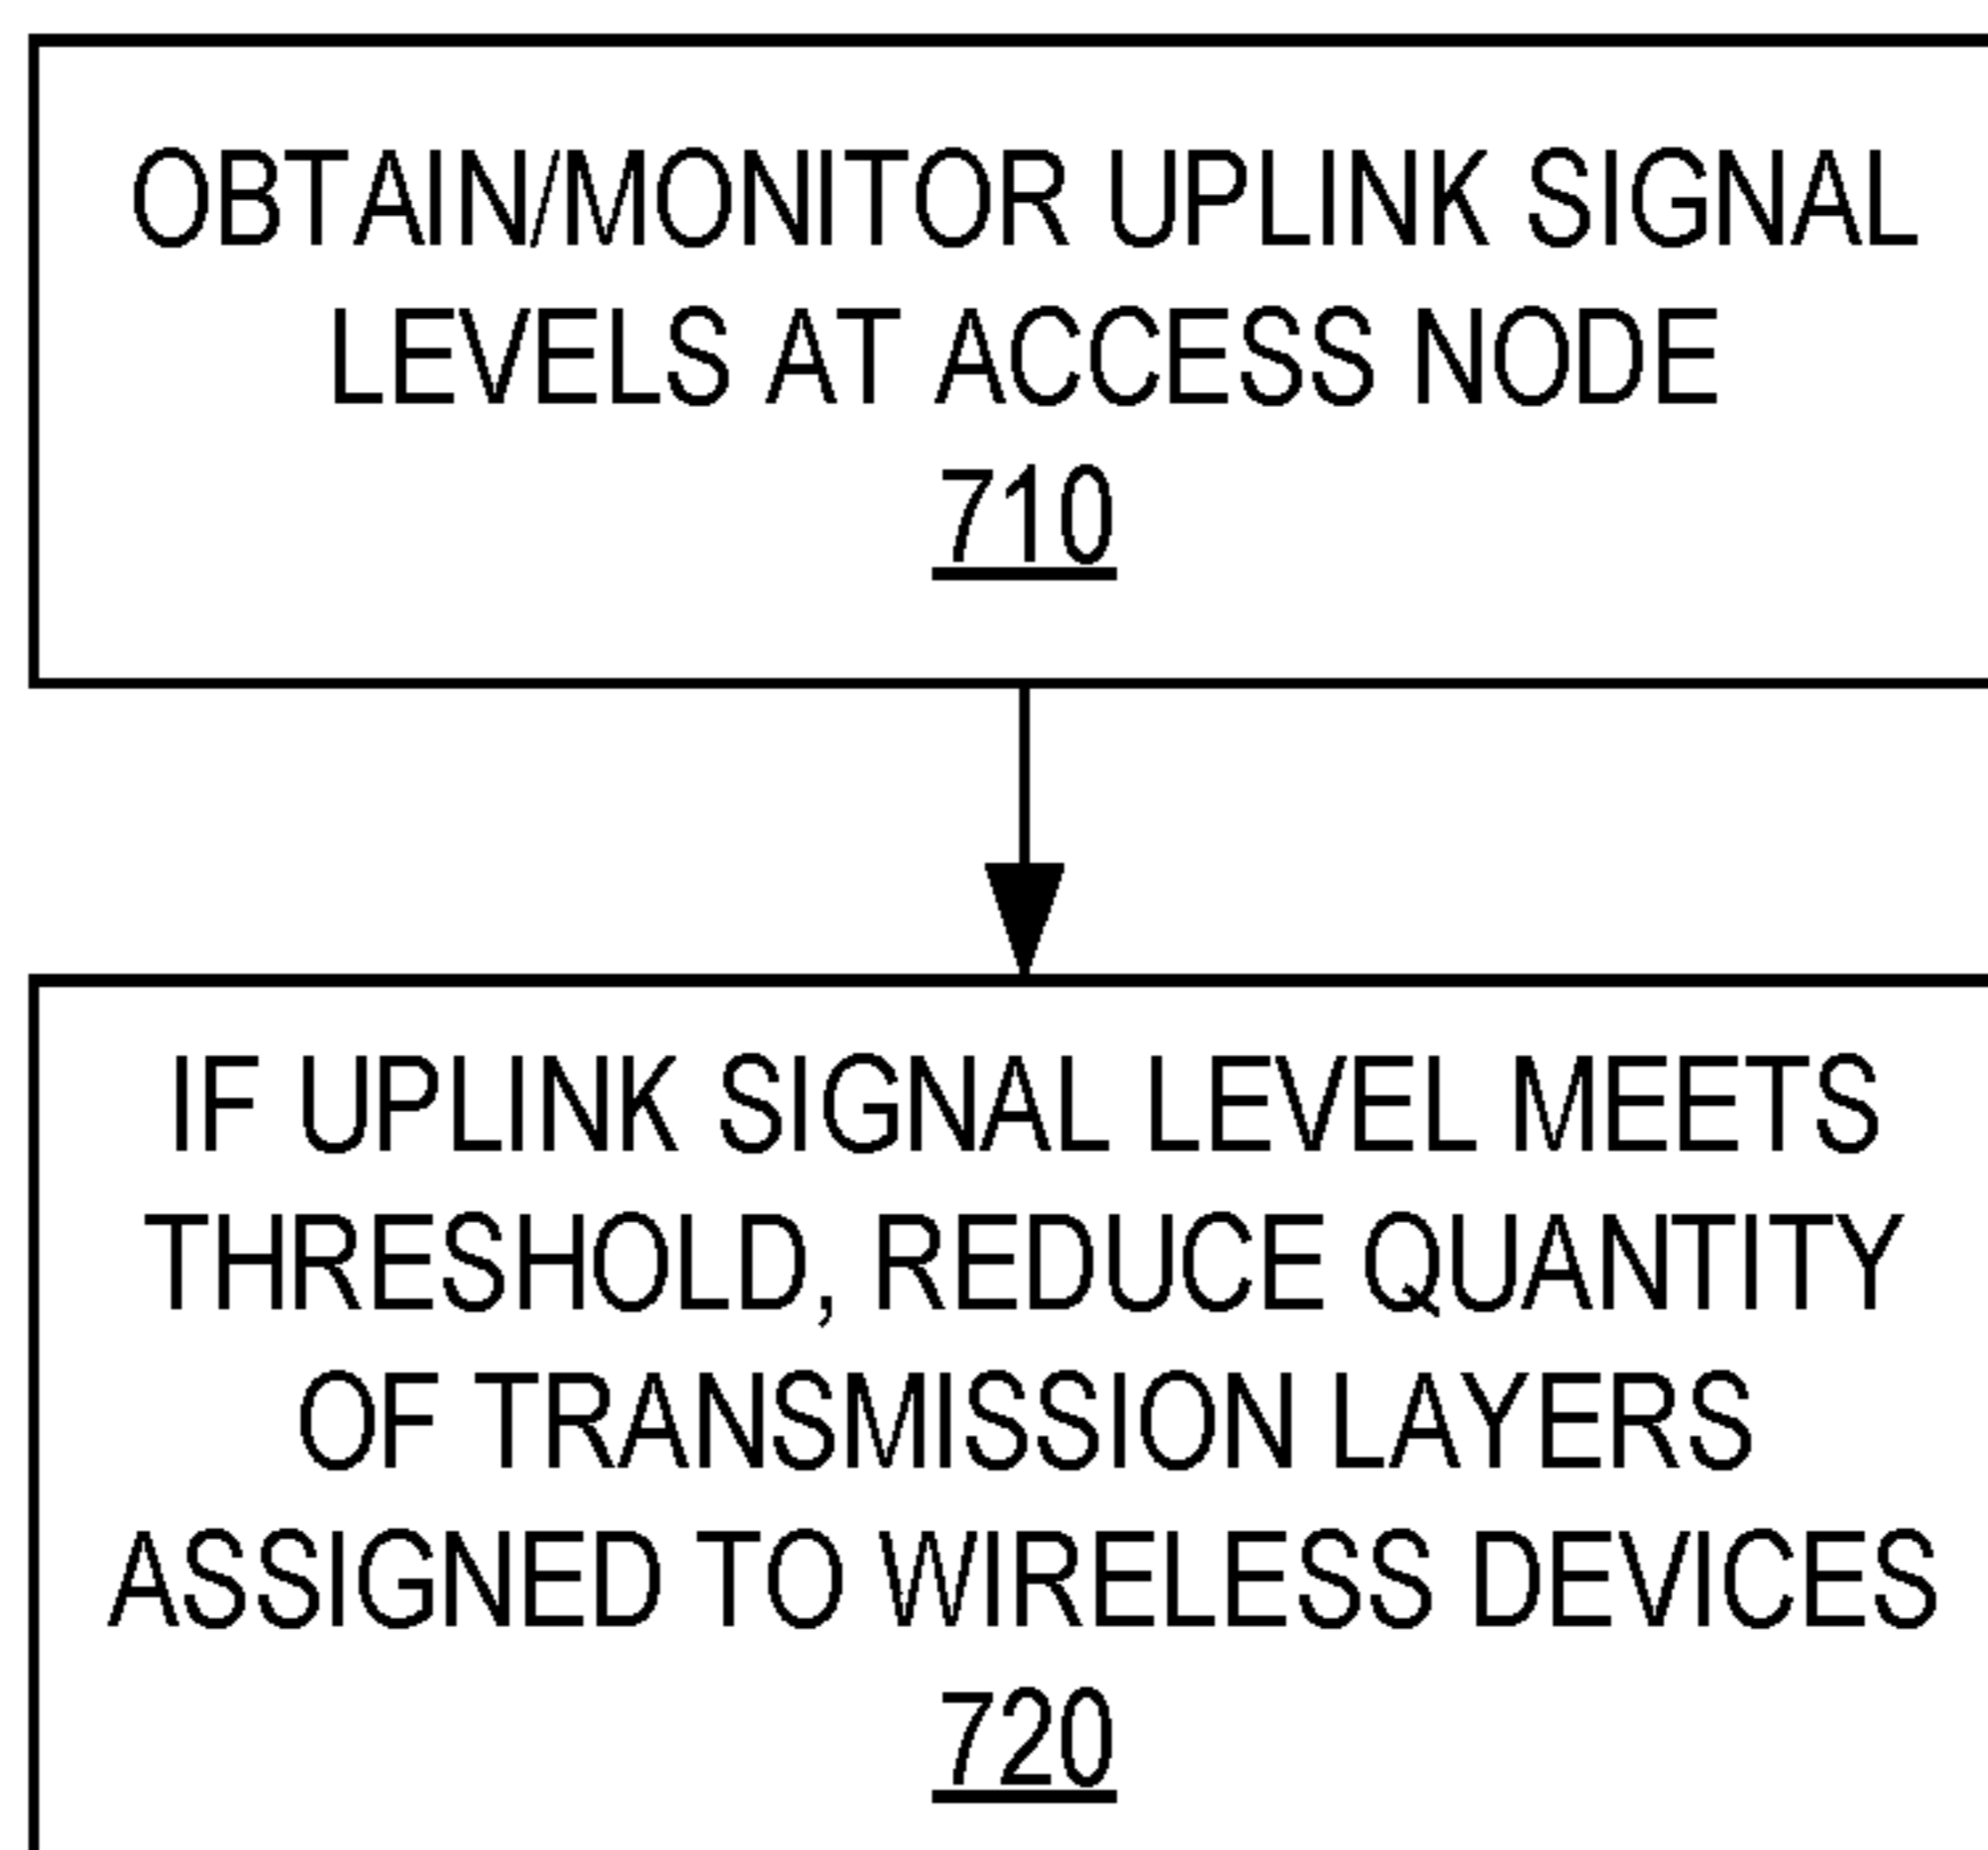 OBTAIN/MONITOR UPLINK SIGNAL
LEVELS AT ACCESS NODE
710
IF UPLINK SIGNAL LEVEL MEETS
THRESHOLD, REDUCE QUANTITY
OF TRANSMISSION LAYERS
ASSIGNED TO WIRELESS DEVICES
720